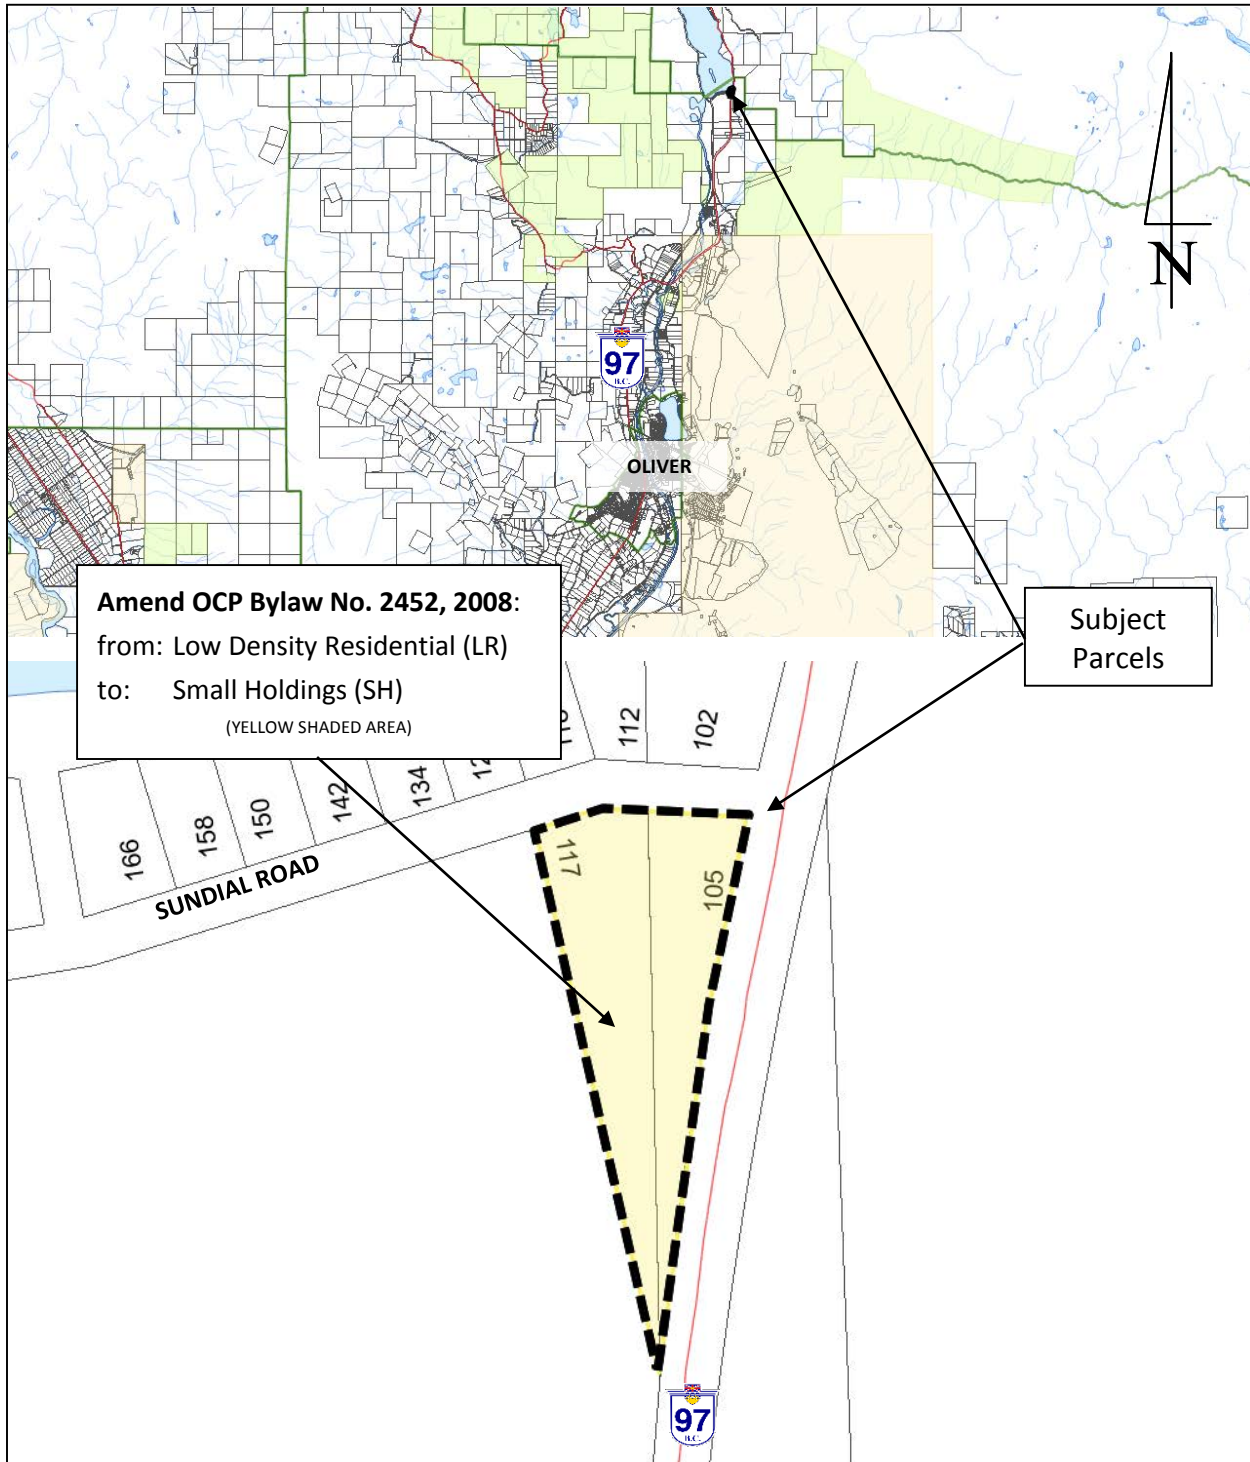 N
97
B.C.
OLIVER
Amend OCP Bylaw No. 2452, 2008:
from: Low Density Residential (LR)
to: Small Holdings (SH)
(YELLOW SHADED AREA)
Subject
Parcels
112
102
134
142
150
158
166
SUNDIAL ROAD
117
105
97
B.C.